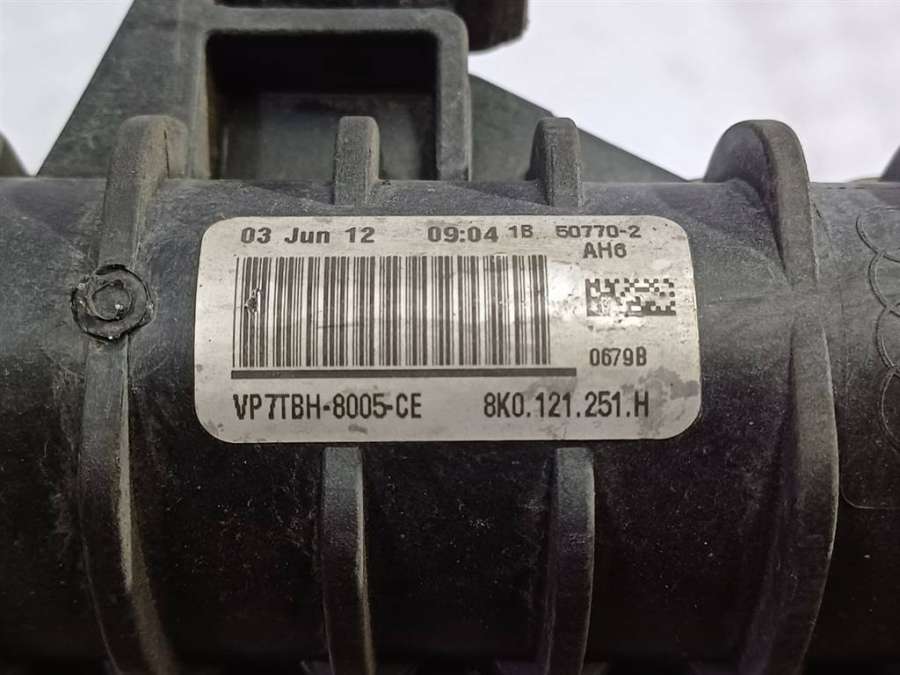 03 Jun 12 09:04 1B 50770-2
AH6
0679B
VP7TBH-8005-CE 8K0.121.251.H